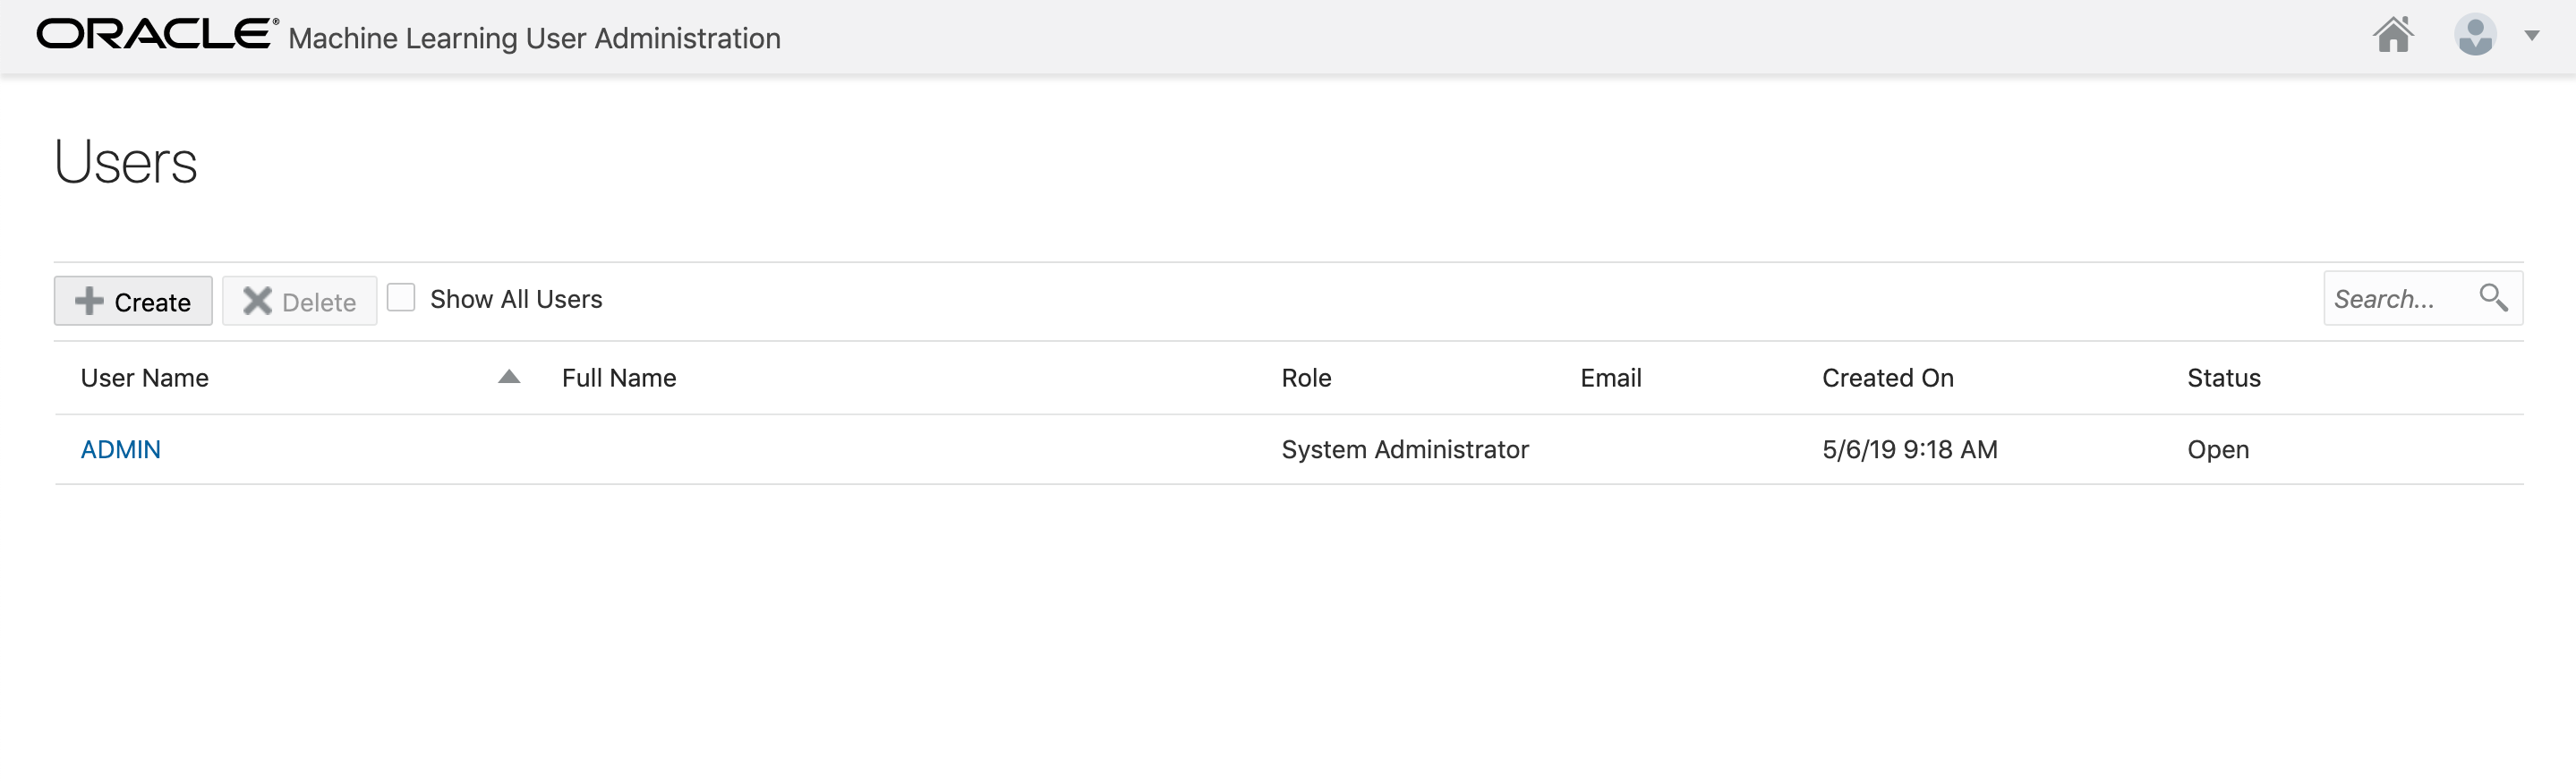 ORACLE® Machine Learning User Administration
Users
Create Delete Show All Users Search...
User Name Full Name Role Email Created On Status
ADMIN System Administrator 5/6/19 9:18 AM Open